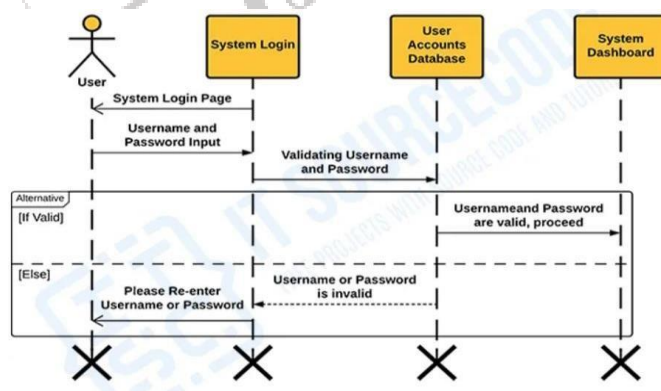 System Login
User
Accounts
Database
System
Dashboard
User
System Login Page
Username and
Password Input
Validating Username
and Password
Alternative
[If Valid]
Usernameand Password
are valid, proceed
[Else]
Username or Password
is invalid
Please Re-enter
Username or Password
IT SOURCECODE